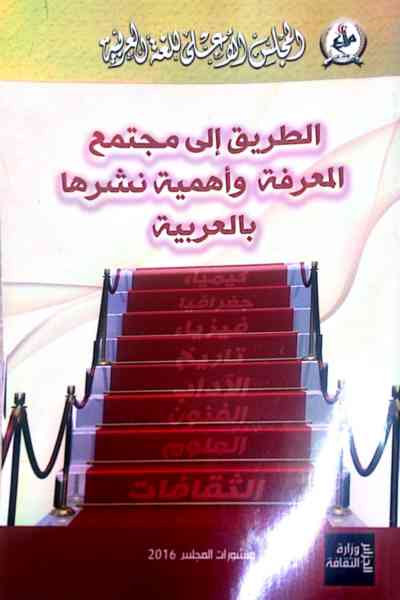 المجلس الأعلى للغة العربية
الطريق إلى مجتمع
المعرفة وأهمية نشرها
بالعربية
كيمياء
جغرافيا
فيزياء
تاريخ
الآداب
الفنون
العلوم
الثقافات
منشورات المجلس 2016
وزارة
الثقافة
الجزائر